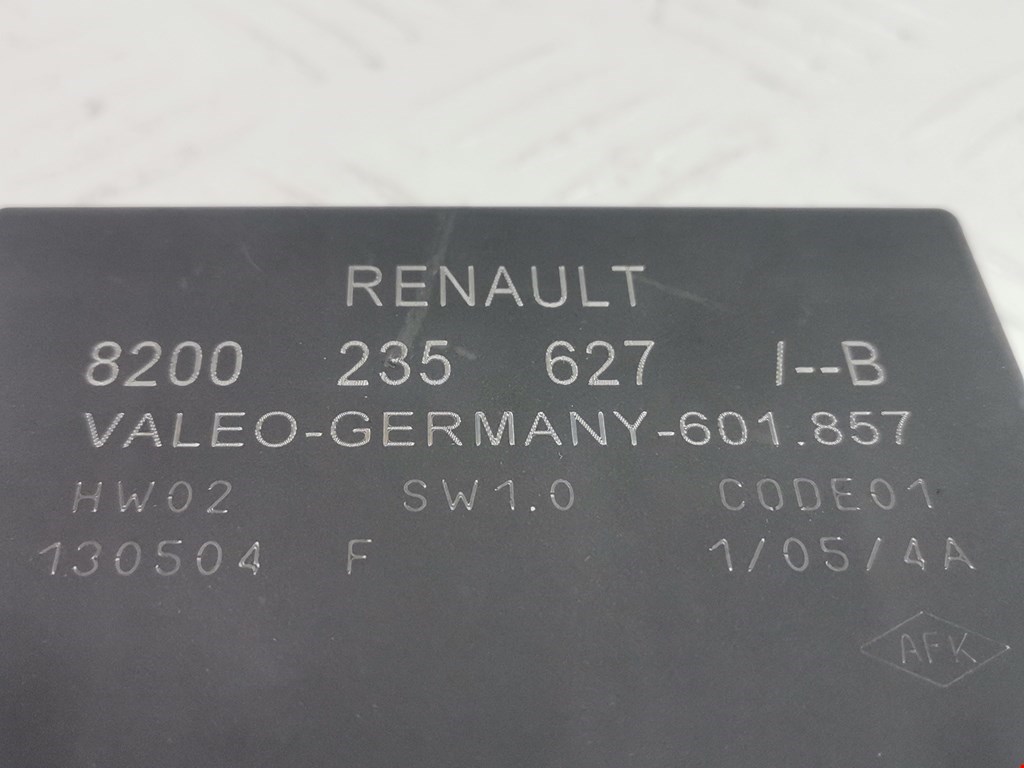 RENAULT
8200 235 627 /--B
VALEO-GERMANY-601.857
HW02 SW1.0 CODE01
130504 F 1/05/4A
AFK